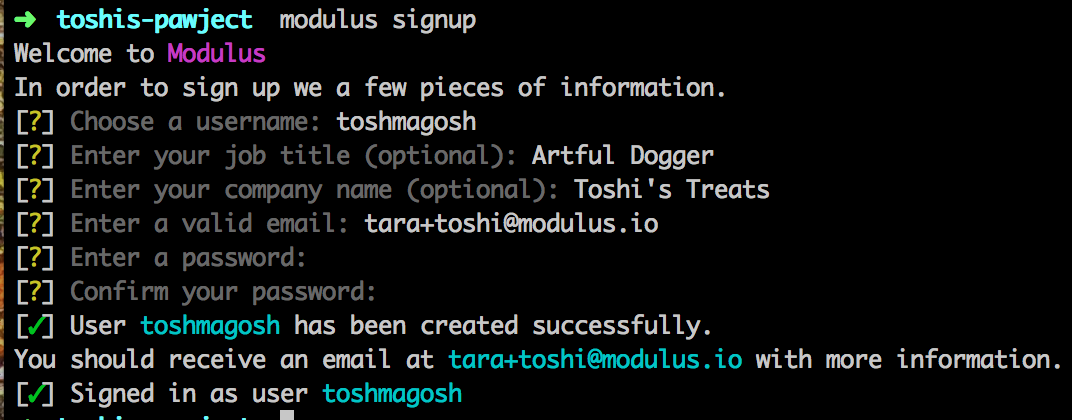 ➜ toshis-pawject modulus signup
Welcome to Modulus
In order to sign up we a few pieces of information.
[?] Choose a username: toshmagosh
[?] Enter your job title (optional): Artful Dogger
[?] Enter your company name (optional): Toshi's Treats
[?] Enter a valid email: tara+toshi@modulus.io
[?] Enter a password:
[?] Confirm your password:
[✓] User toshmagosh has been created successfully.
You should receive an email at tara+toshi@modulus.io with more information.
[✓] Signed in as user toshmagosh